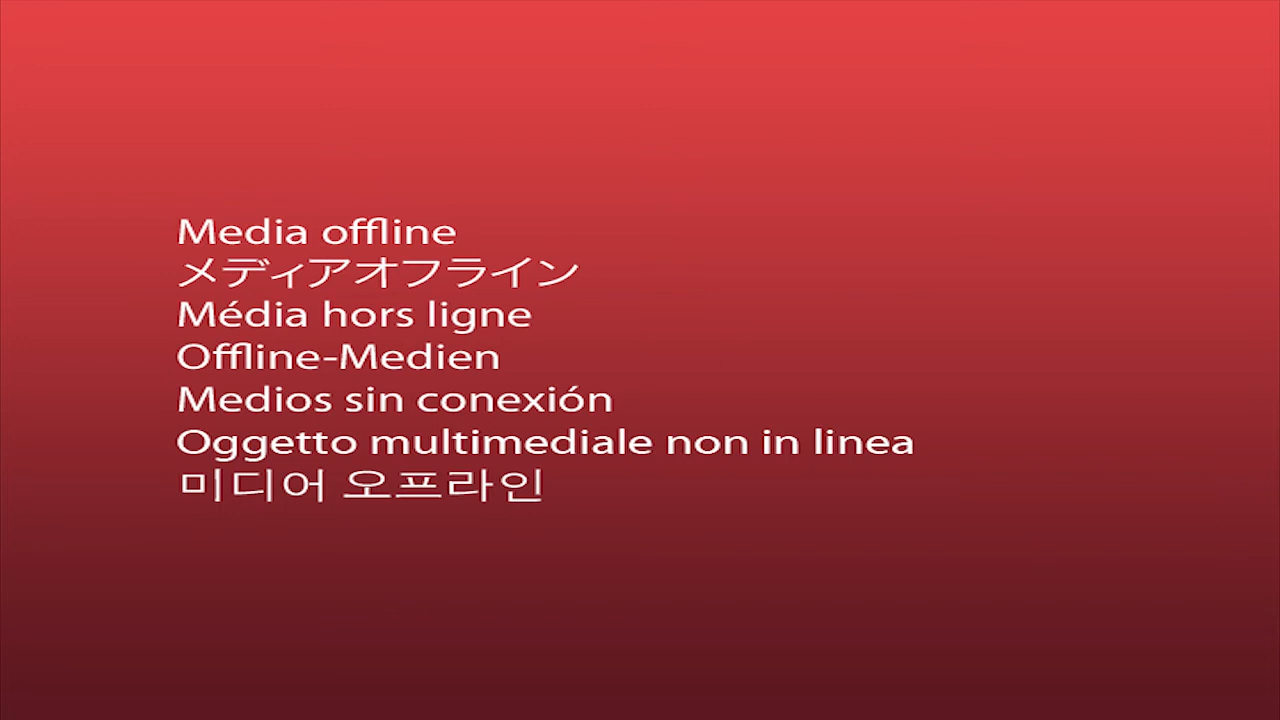 Media offline
メディアオフライン
Média hors ligne
Offline-Medien
Medios sin conexión
Oggetto multimediale non in linea
미디어 오프라인